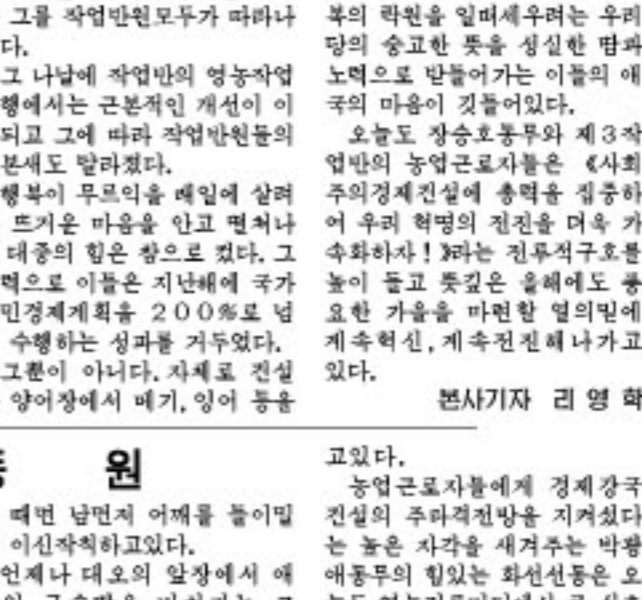 그를 작업반원모두가 따라나
다.
그 나날에 작업반의 영농작업
행에서는 근본적인 개선이 이
되고 그에 따라 작업반원들의
본새도 달라졌다.
행복이 무르익을 래일에 살려
뜨거운 마음을 안고 떨쳐나
대중의 힘은 참으로 컸다. 그
력으로 이들은 지난해에 국가
민경제계획을 200%로 넘
수행하는 성과를 거두었다.
그뿐이 아니다. 자체로 건설
양어장에서 메기, 잉어 등을
복의 락원을 일떠세우려는 우리
당의 숭고한 뜻을 성실한 땀과
노력으로 받들어가는 이들의 애
국의 마음이 깃들어있다.
오늘도 장승호동무와 제3작
업반의 농업근로자들은 《사회
주의경제건설에 총력을 집중하
여 우리 혁명의 전진을 더욱 가
속화하자!》라는 전투적구호를
높이 들고 뜻깊은 올해에도 풍
요한 가을을 마련할 열의밑에
계속혁신, 계속전진해나가고
있다.
본사기자 리영학
원
때면 남먼저 어깨를 들이밀
이신작칙하고있다.
언제나 대오의 앞장에서 애
고있다.
농업근로자들에게 경제강국
건설의 주타격전방을 지켜섰다
는 높은 자각을 새겨주는 박광
애동무의 힘있는 화선선동은 오